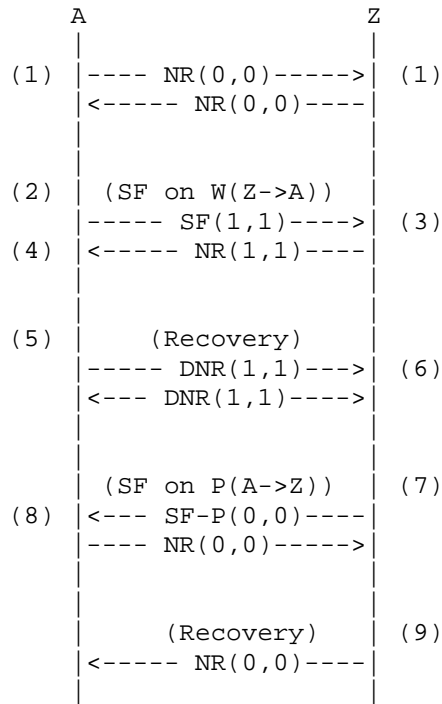 A                    Z
          |                    |
    (1)   |---- NR(0,0)----->|  (1)
          |<----- NR(0,0)----|
          |                    |
          |                    |
    (2)   | (SF on W(Z->A))    |
          |----- SF(1,1)---->|  (3)
    (4)   |<----- NR(1,1)----|
          |                    |
          |                    |
    (5)   |    (Recovery)      |
          |----- DNR(1,1)--->|  (6)
          |<--- DNR(1,1)---->|
          |                    |
          |                    |
          | (SF on P(A->Z))    |  (7)
    (8)   |<--- SF-P(0,0)----|
          |---- NR(0,0)----->|
          |                    |
          |                    |
          |     (Recovery)     |  (9)
          |<----- NR(0,0)----|
          |                    |